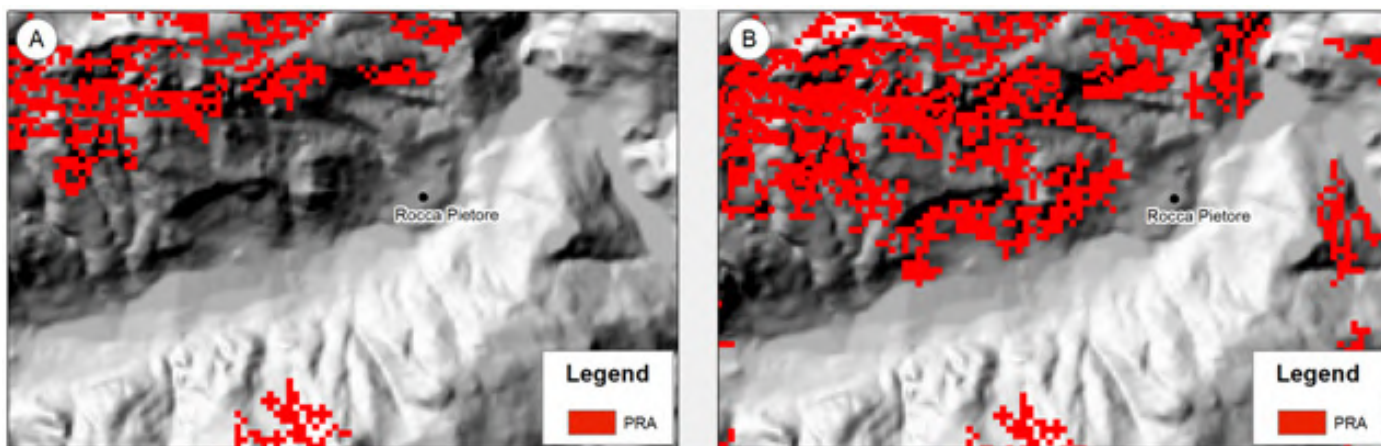 A
Rocca Pietore
Legend
PRA
B
Rocca Pietore
Legend
PRA